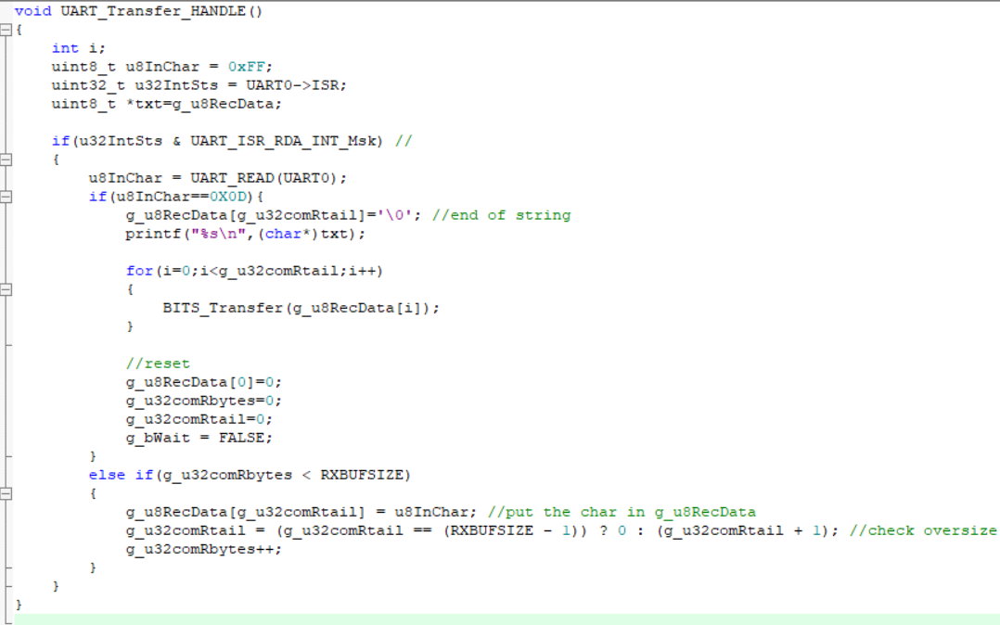 void UART_Transfer_HANDLE()
{
    int i;
    uint8_t u8InChar = 0xFF;
    uint32_t u32IntSts = UART0->ISR;
    uint8_t *txt=g_u8RecData;

    if(u32IntSts & UART_ISR_RDA_INT_Msk) //
    {
        u8InChar = UART_READ(UART0);
        if(u8InChar==0X0D){
            g_u8RecData[g_u32comRtail]='\0'; //end of string
            printf("%s\n",(char*)txt);

            for(i=0;i<g_u32comRtail;i++)
            {
                BITS_Transfer(g_u8RecData[i]);
            }

            //reset
            g_u8RecData[0]=0;
            g_u32comRbytes=0;
            g_u32comRtail=0;
            g_bWait = FALSE;
        }
        else if(g_u32comRbytes < RXBUFSIZE)
        {
            g_u8RecData[g_u32comRtail] = u8InChar; //put the char in g_u8RecData
            g_u32comRtail = (g_u32comRtail == (RXBUFSIZE - 1)) ? 0 : (g_u32comRtail + 1); //check oversize
            g_u32comRbytes++;
        }
    }
}